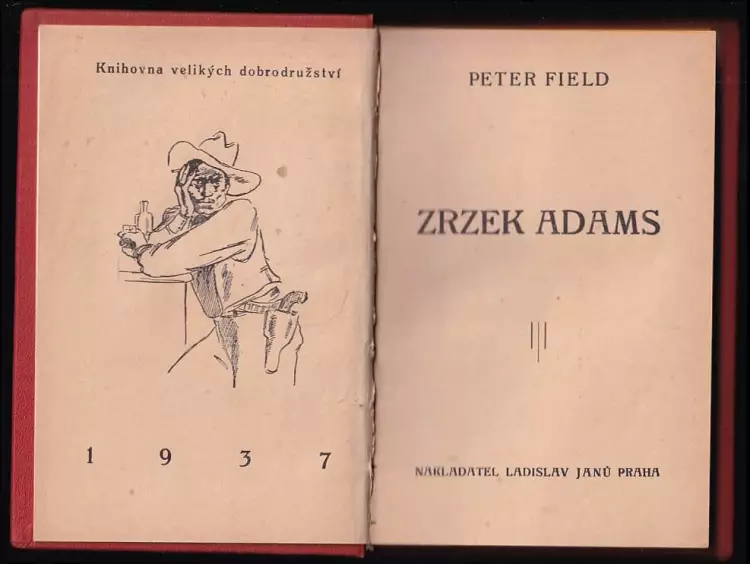 Knihovna velikých dobrodružství
1 9 3 7
PETER FIELD
ZRZEK ADAMS
NAKLADATEL LADISLAV JANŮ PRAHA